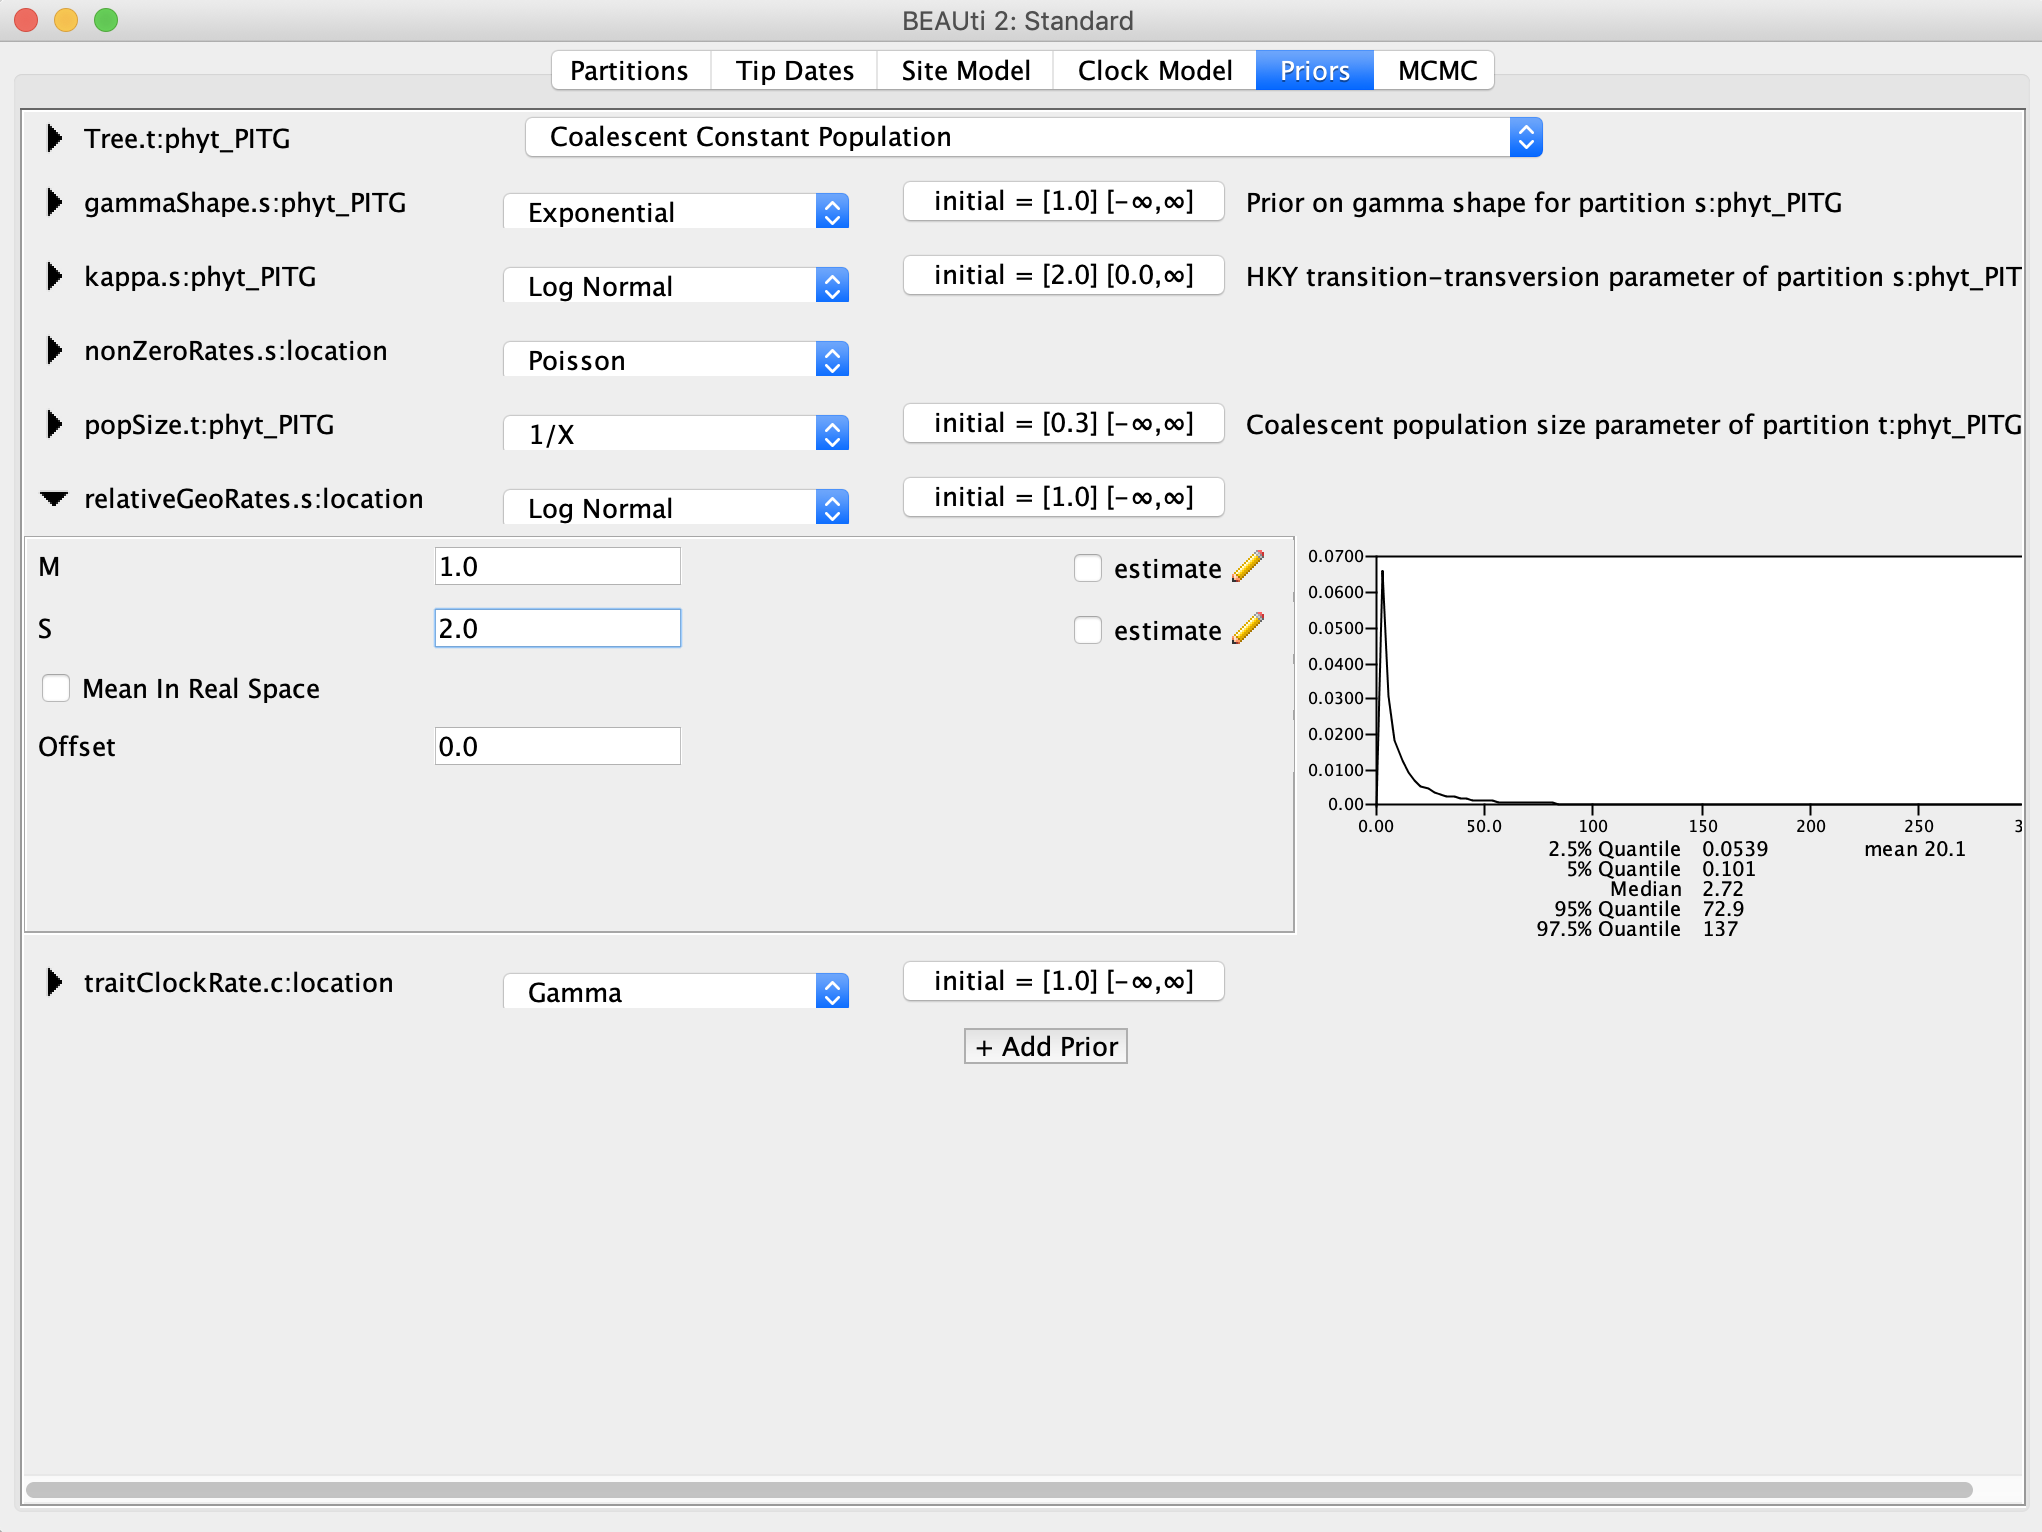 BEAUti 2: Standard
Partitions Tip Dates Site Model Clock Model Priors MCMC
Tree.t:phyt_PITG Coalescent Constant Population
gammaShape.s:phyt_PITG Exponential initial = [1.0] [-∞,∞] Prior on gamma shape for partition s:phyt_PITG
kappa.s:phyt_PITG Log Normal initial = [2.0] [0.0,∞] HKY transition-transversion parameter of partition s:phyt_PIT
nonZeroRates.s:location Poisson
popSize.t:phyt_PITG 1/X initial = [0.3] [-∞,∞] Coalescent population size parameter of partition t:phyt_PITG
relativeGeoRates.s:location Log Normal initial = [1.0] [-∞,∞]
M 1.0 estimate
S 2.0 estimate
Mean In Real Space
Offset 0.0
0.0700
0.0600
0.0500
0.0400
0.0300
0.0200
0.0100
0.00
0.00 50.0 100 150 200 250 3
2.5% Quantile 0.0539 mean 20.1
5% Quantile 0.101
Median 2.72
95% Quantile 72.9
97.5% Quantile 137
traitClockRate.c:location Gamma initial = [1.0] [-∞,∞]
+ Add Prior